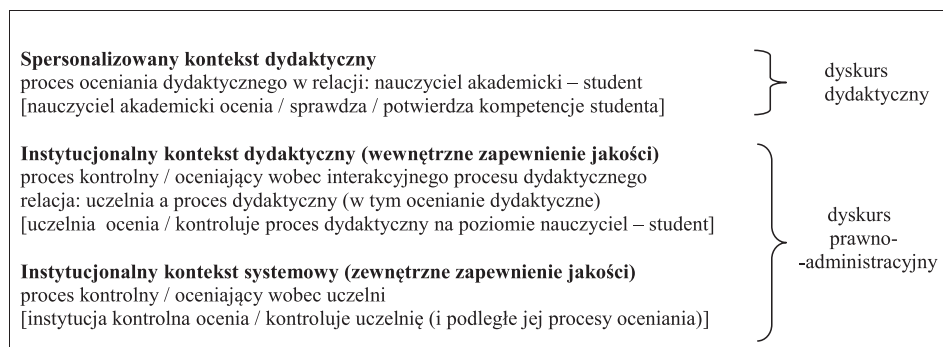 Spersonalizowany kontekst dydaktyczny
proces oceniania dydaktycznego w relacji: nauczyciel akademicki – student
[nauczyciel akademicki ocenia / sprawdza / potwierdza kompetencje studenta]
dyskurs
dydaktyczny
Instytucjonalny kontekst dydaktyczny (wewnętrzne zapewnienie jakości)
proces kontrolny / oceniający wobec interakcyjnego procesu dydaktycznego
relacja: uczelnia a proces dydaktyczny (w tym ocenianie dydaktyczne)
[uczelnia ocenia / kontroluje proces dydaktyczny na poziomie nauczyciel – student]
Instytucjonalny kontekst systemowy (zewnętrzne zapewnienie jakości)
proces kontrolny / oceniający wobec uczelni
[instytucja kontrolna ocenia / kontroluje uczelnię (i podległe jej procesy oceniania)]
dyskurs
prawno-
-administracyjny